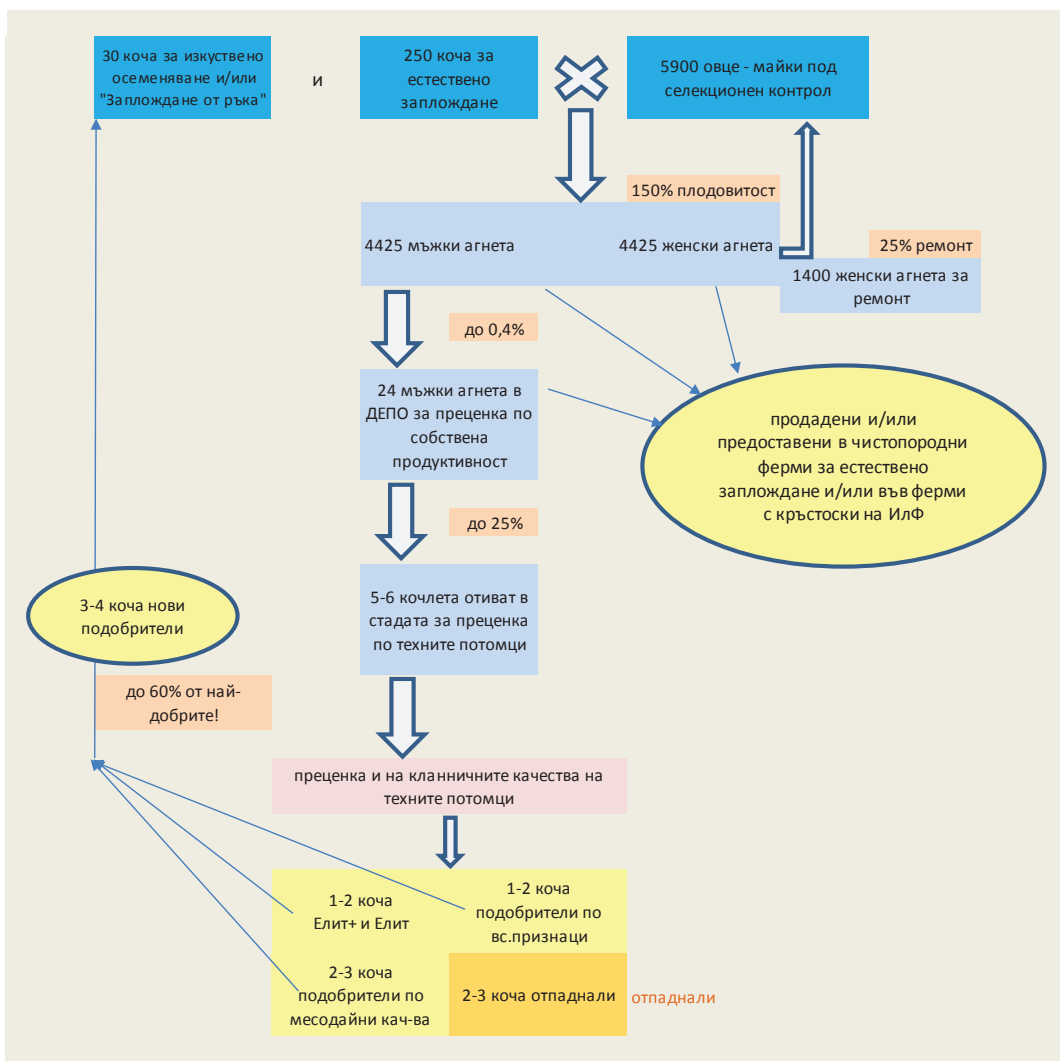 30 коча за изкуствено
осеменяване и/или
"Заплождане от ръка"
и
250 коча за
естествено
заплождане
5900 овце - майки под
селекционен контрол
150% плодовитост
4425 мъжки агнета
4425 женски агнета
25% ремонт
1400 женски агнета за
ремонт
до 0,4%
24 мъжки агнета в
ДЕПО за преценка по
собствена
продуктивност
продадени и/или
предоставени в чистопородни
ферми за естествено
заплождане и/или във ферми
с кръстоски на ИлФ
до 25%
5-6 кочлета отиват в
стадата за преценка
по техните потомци
3-4 коча нови
подобрители
до 60% от най-
добрите!
преценка и на кланничните качества на
техните потомци
1-2 коча
Елит+ и Елит
1-2 коча
подобрители по
вс.признаци
2-3 коча
подобрители по
месодайни кач-ва
2-3 коча отпаднали
отпаднали